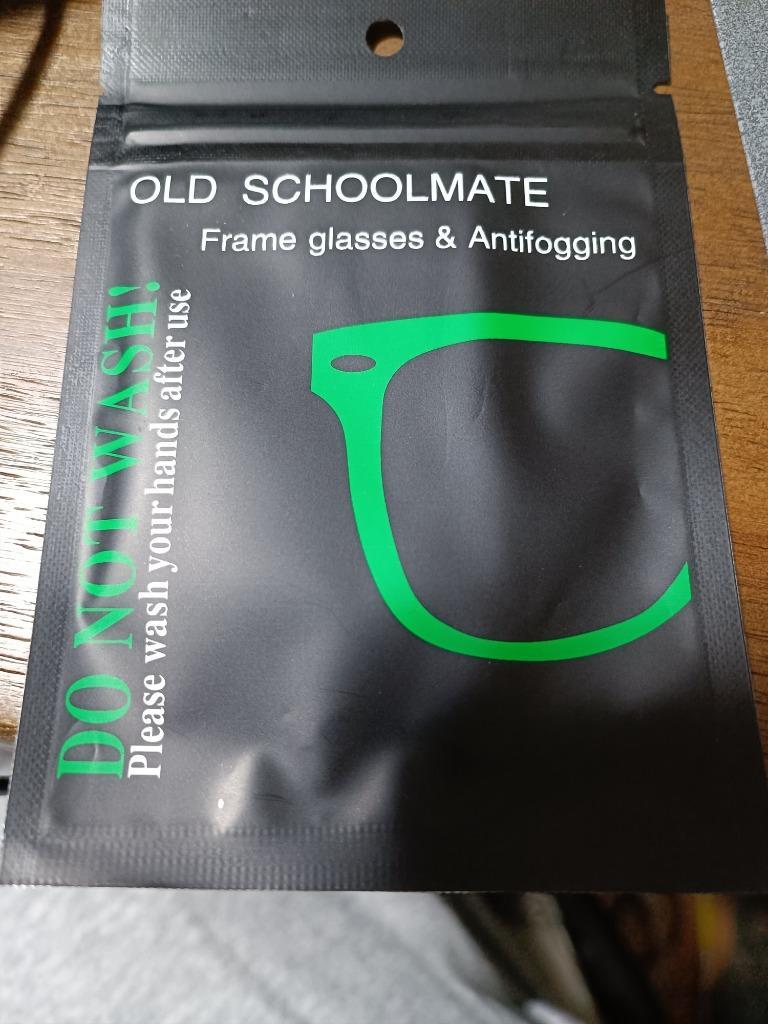 OLD SCHOOLMATE
Frame glasses & Antifogging
DO NOT WASH!
Please wash your hands after use